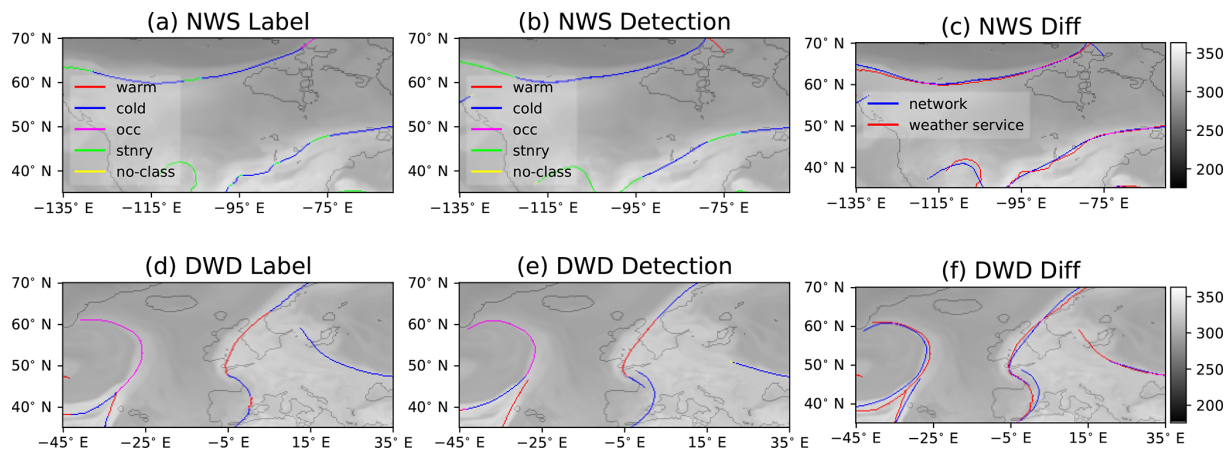 (a) NWS Label
(b) NWS Detection
(c) NWS Diff
70° N
60° N
50° N
40° N
warm
cold
occ
stnry
no-class
−135° E
−115° E
−95° E
−75° E
70° N
60° N
50° N
40° N
warm
cold
occ
stnry
no-class
−135° E
−115° E
−95° E
−75° E
70° N
60° N
50° N
40° N
network
weather service
−135° E
−115° E
−95° E
−75° E
350
300
250
200
(d) DWD Label
(e) DWD Detection
(f) DWD Diff
70° N
60° N
50° N
40° N
−45° E
−25° E
−5° E
15° E
35° E
70° N
60° N
50° N
40° N
−45° E
−25° E
−5° E
15° E
35° E
70° N
60° N
50° N
40° N
−45° E
−25° E
−5° E
15° E
35° E
350
300
250
200